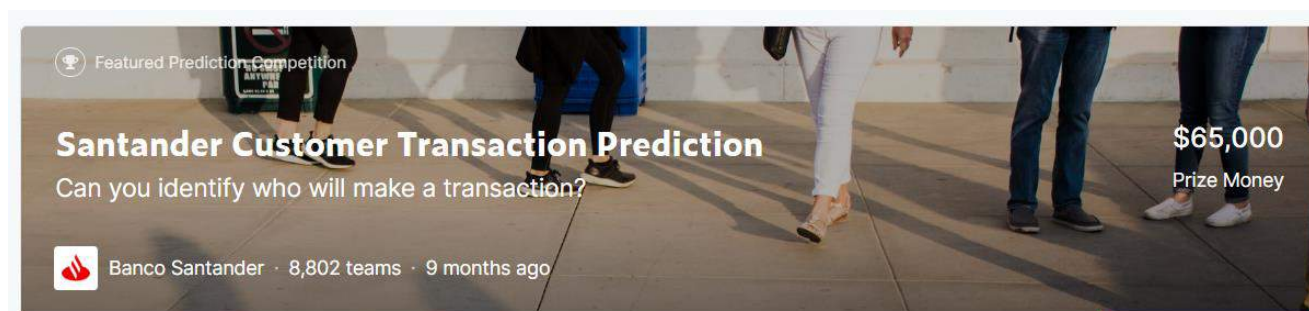 Featured Prediction Competition
ANYWHERE
Santander Customer Transaction Prediction
$65,000
Can you identify who will make a transaction?
Prize Money
Banco Santander · 8,802 teams · 9 months ago